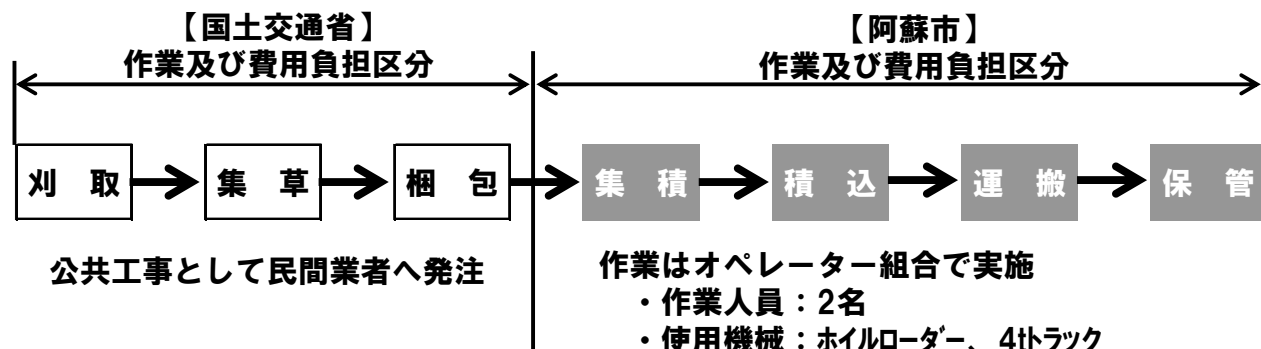 【国土交通省】
作業及び費用負担区分
【阿蘇市】
作業及び費用負担区分
刈 取
集 草
梱 包
集 積
積 込
運 搬
保 管
公共工事として民間業者へ発注
作業はオペレーター組合で実施
・作業人員：2名
・使用機械：ホイルローダー、4tトラック